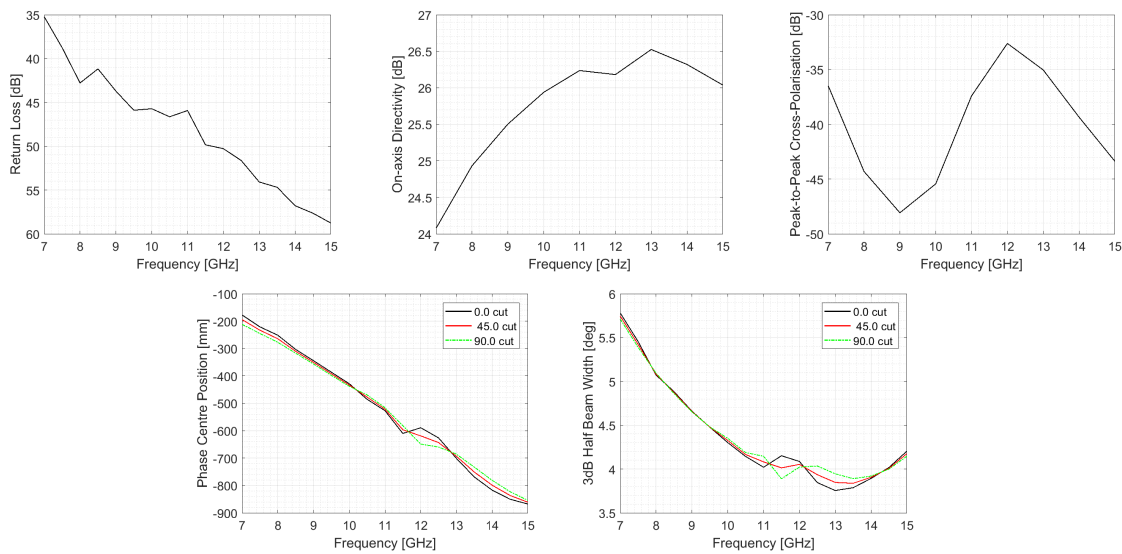 35
40
45
50
55
60
Return Loss [dB]
7 8 9 10 11 12 13 14 15
Frequency [GHz]
27
26.5
26
25.5
25
24.5
24
On-axis Directivity [dB]
7 8 9 10 11 12 13 14 15
Frequency [GHz]
-30
-35
-40
-45
-50
Peak-to-Peak Cross-Polarisation [dB]
7 8 9 10 11 12 13 14 15
Frequency [GHz]
-100
-200
-300
-400
-500
-600
-700
-800
-900
Phase Centre Position [mm]
0.0 cut
45.0 cut
90.0 cut
7 8 9 10 11 12 13 14 15
Frequency [GHz]
6
5.5
5
4.5
4
3.5
3dB Half Beam Width [deg]
0.0 cut
45.0 cut
90.0 cut
7 8 9 10 11 12 13 14 15
Frequency [GHz]